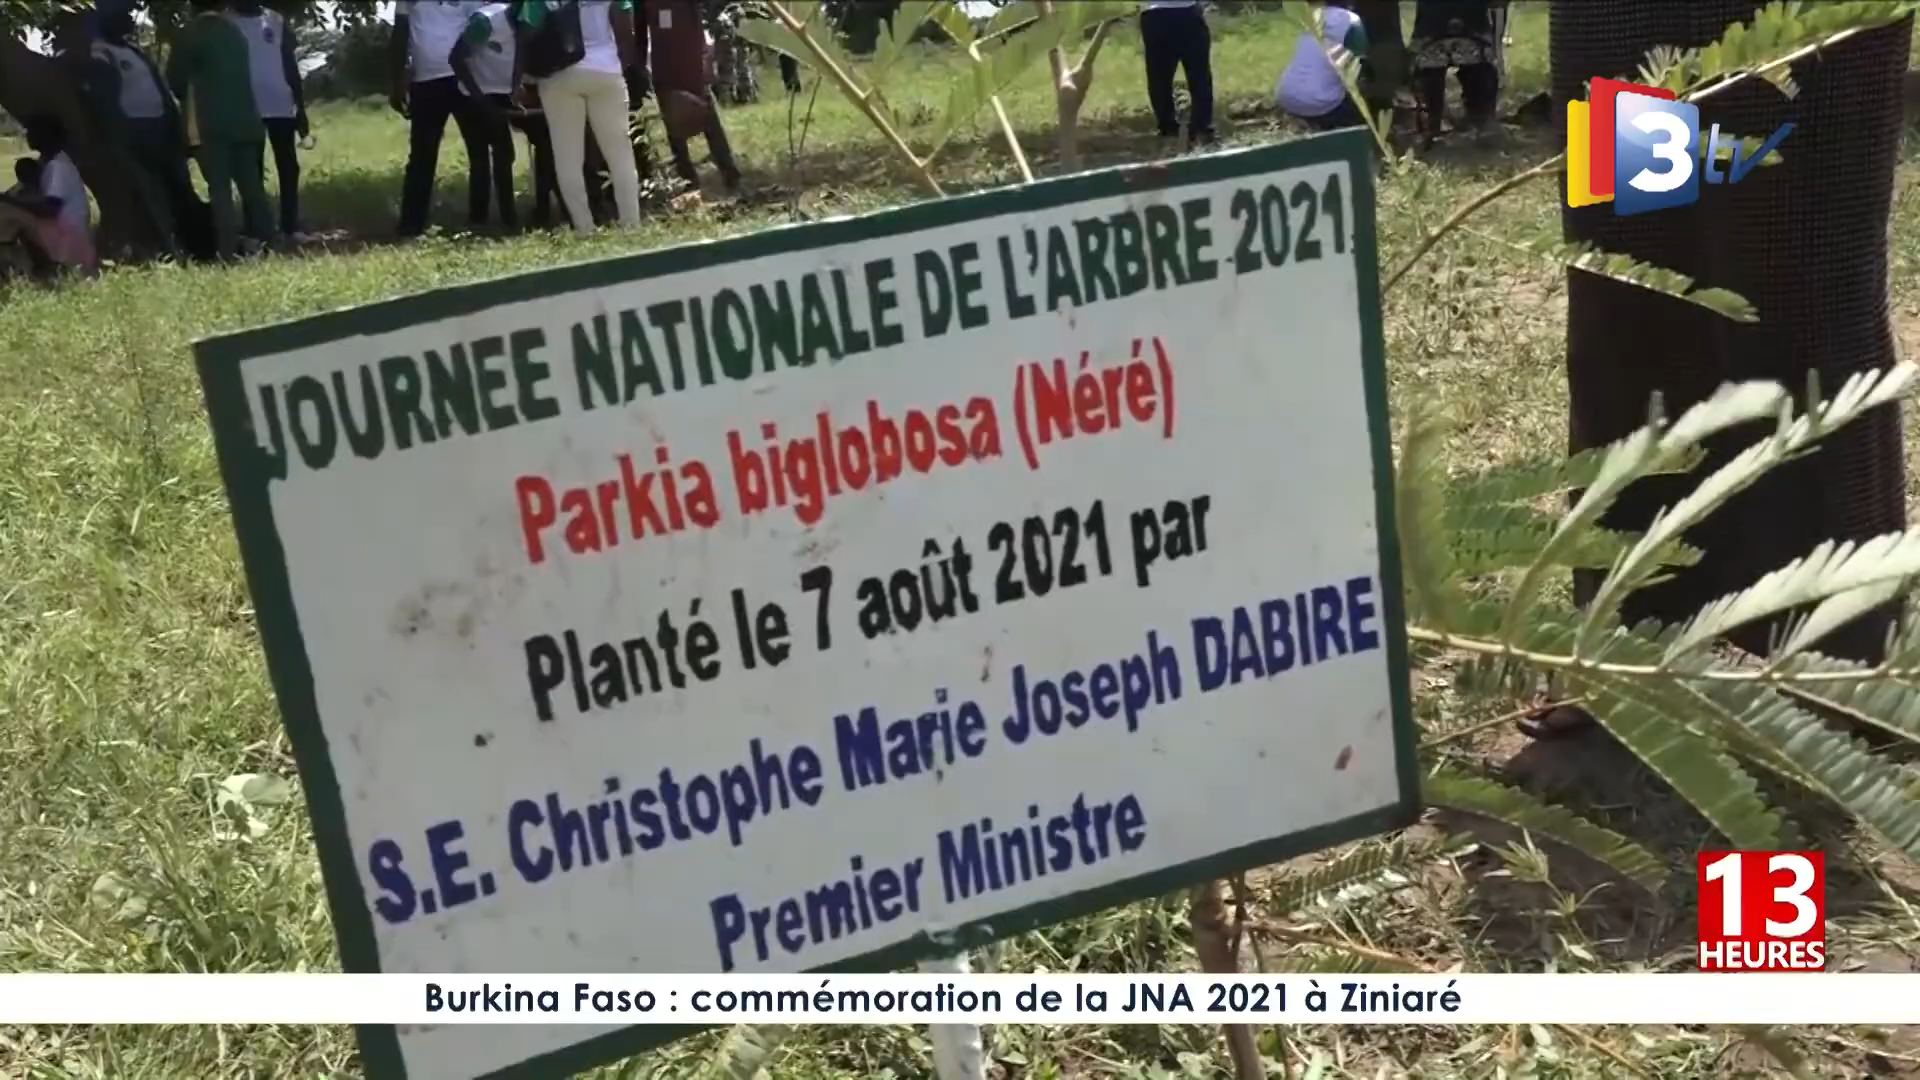 3tv
JOURNEE NATIONALE DE L'ARBRE 2021
Parkia biglobosa (Néré)
Planté le 7 août 2021 par
S.E. Christophe Marie Joseph DABIRE
Premier Ministre
13
HEURES
Burkina Faso : commémoration de la JNA 2021 à Ziniaré